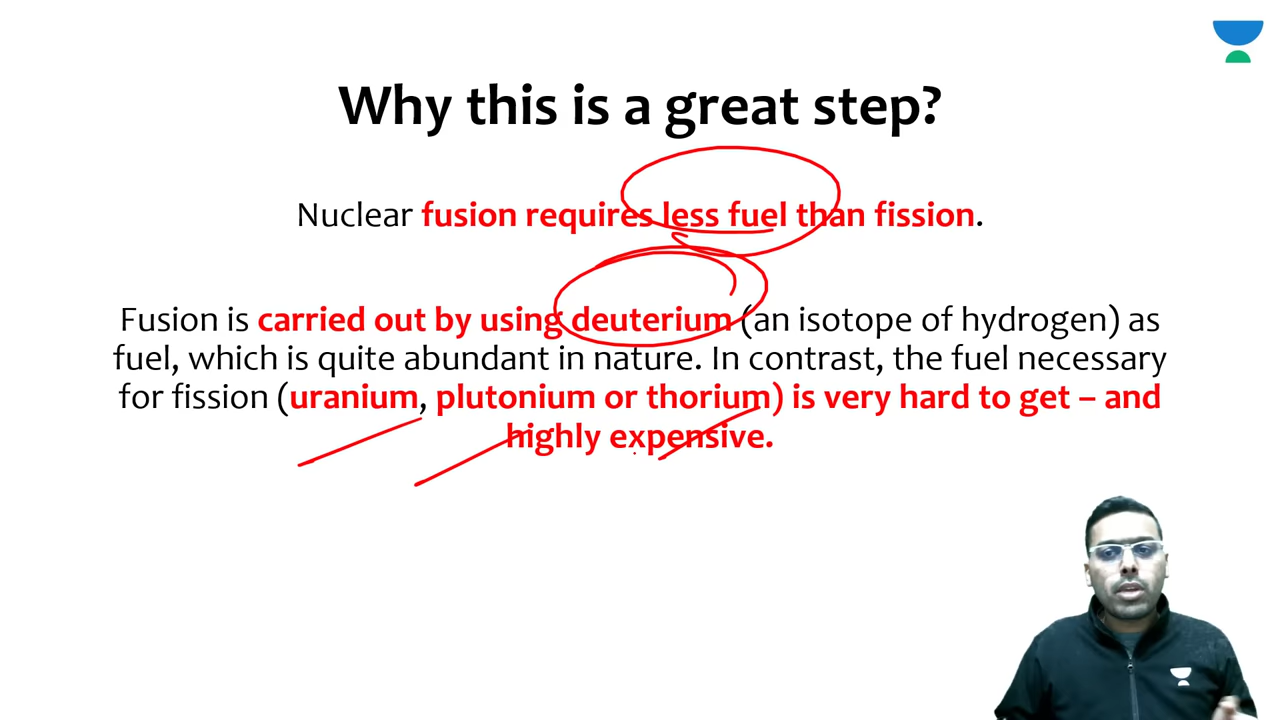 Why this is a great step?
Nuclear fusion requires less fuel than fission.
Fusion is carried out by using deuterium (an isotope of hydrogen) as
fuel, which is quite abundant in nature. In contrast, the fuel necessary
for fission (uranium, plutonium or thorium) is very hard to get – and
highly expensive.